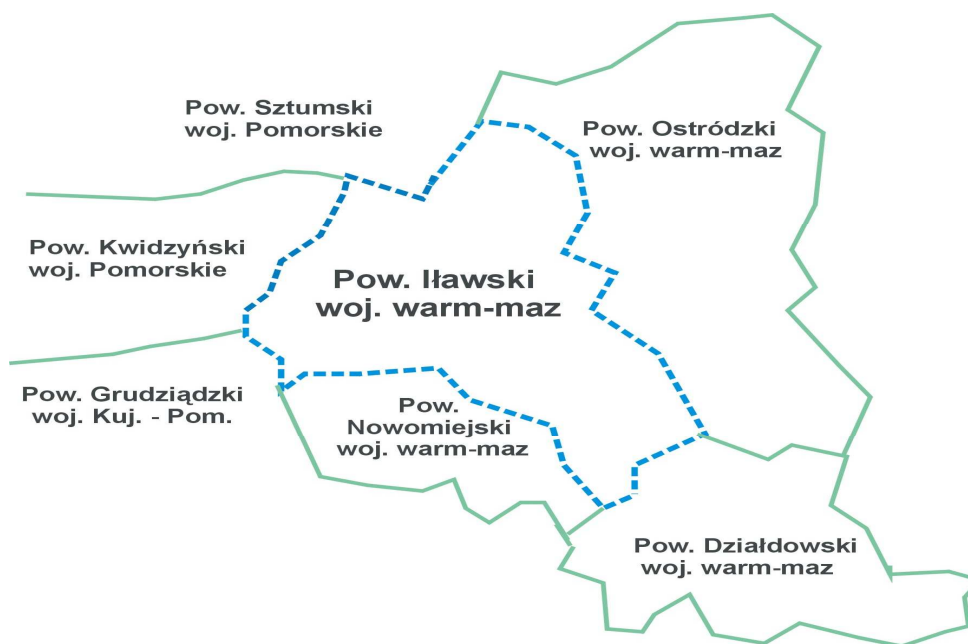 Pow. Sztumski
woj. Pomorskie
Pow. Ostródzki
woj. warm-maz
Pow. Kwidzyński
woj. Pomorskie
Pow. Iławski
woj. warm-maz
Pow. Grudziądzki
woj. Kuj. - Pom.
Pow.
Nowomiejski
woj. warm-maz
Pow. Działdowski
woj. warm-maz